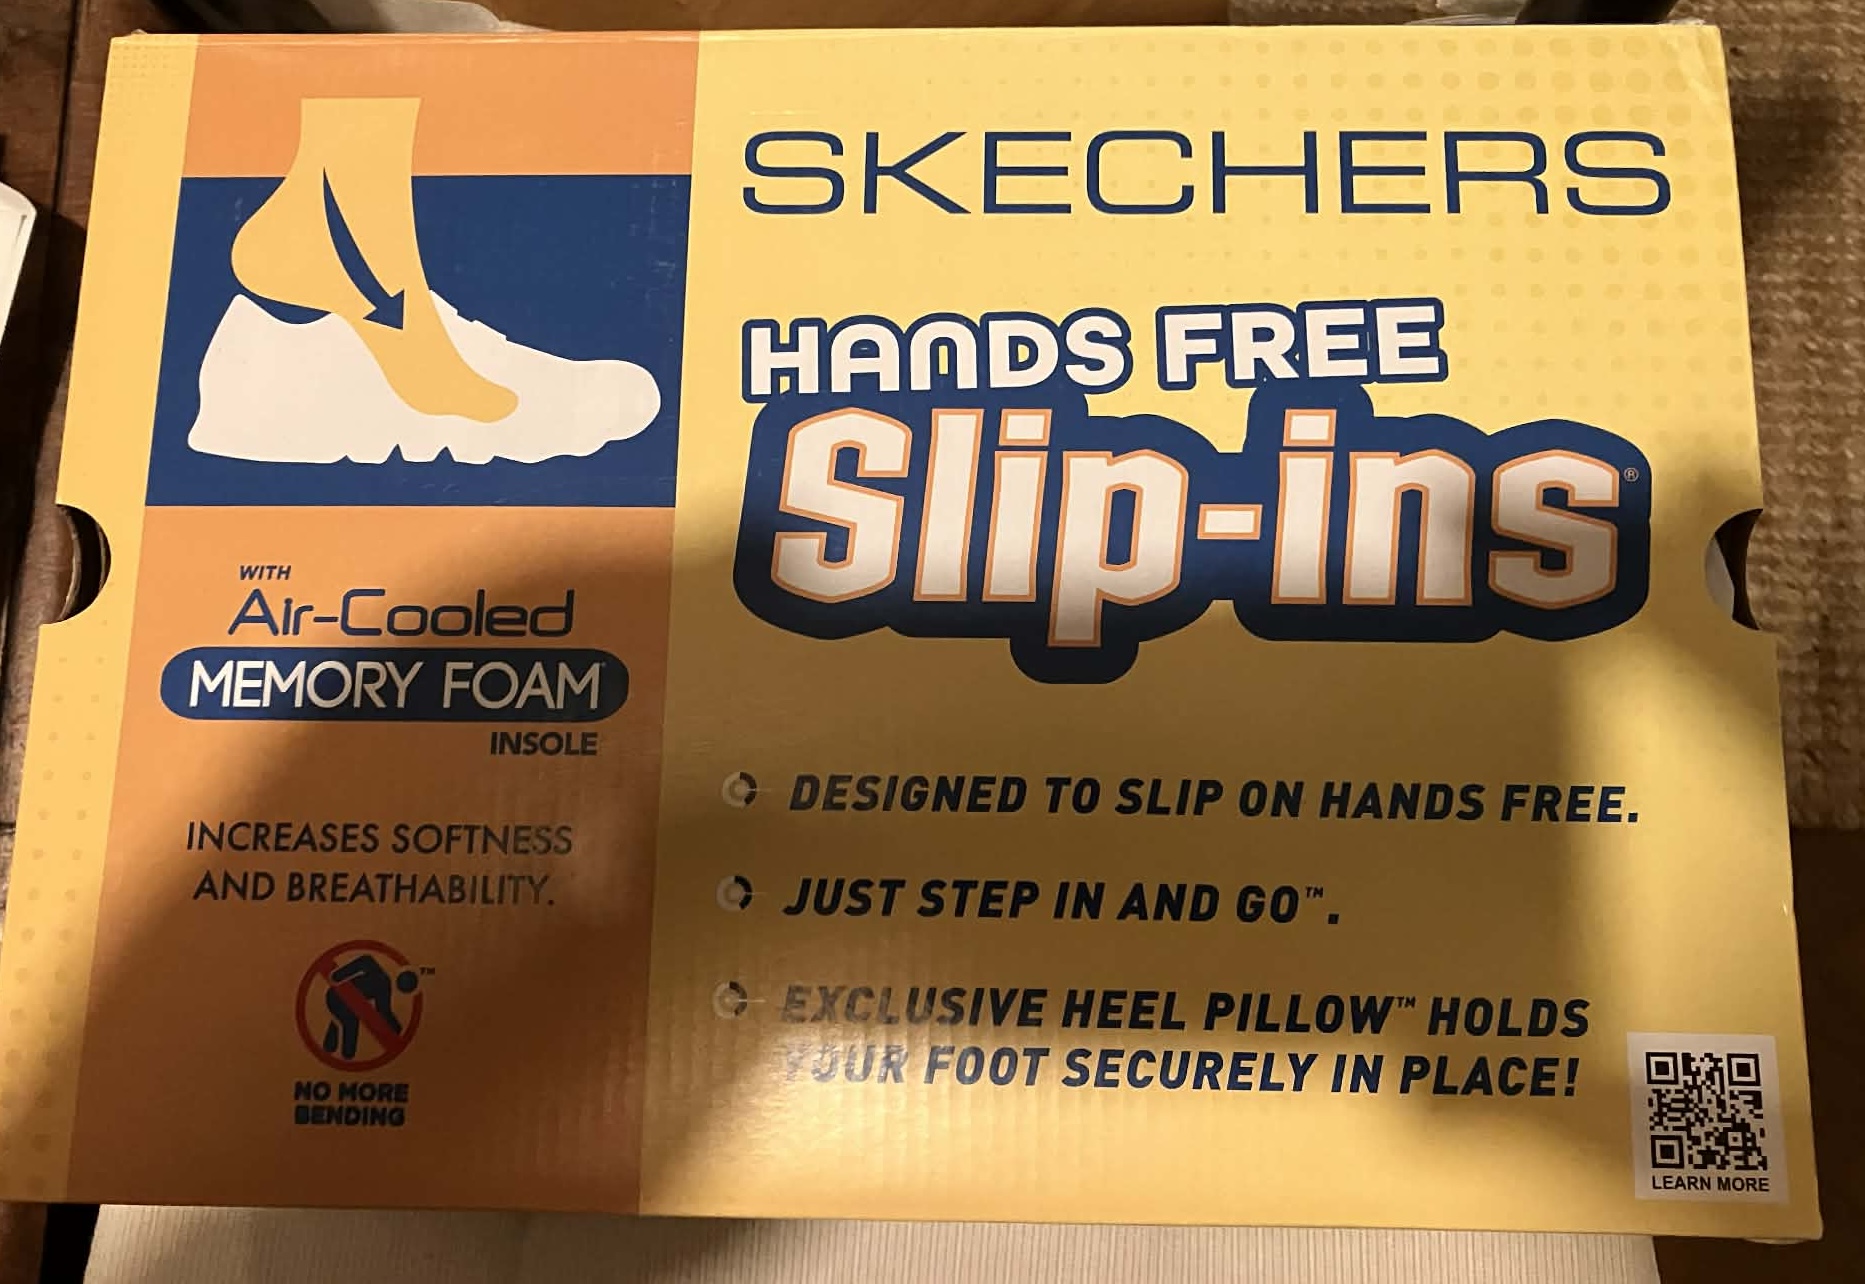 SKECHERS
HANDS FREE
Slip-ins®
WITH
Air-Cooled
MEMORY FOAM
INSOLE
INCREASES SOFTNESS
AND BREATHABILITY.
™
NO MORE
BENDING
DESIGNED TO SLIP ON HANDS FREE.
JUST STEP IN AND GO™.
EXCLUSIVE HEEL PILLOW™ HOLDS
YOUR FOOT SECURELY IN PLACE!
LEARN MORE